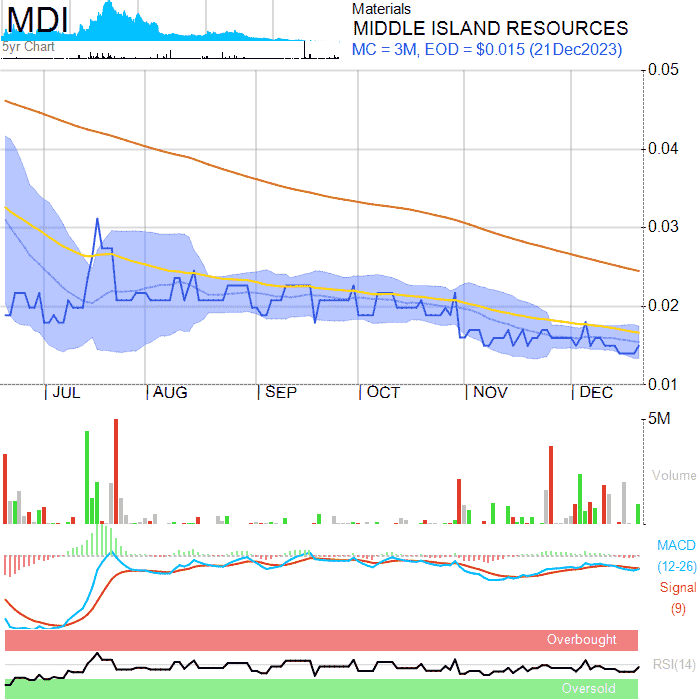 MDI
5yr Chart
Materials
MIDDLE ISLAND RESOURCES
MC = 3M, EOD = $0.015 (21Dec2023)
0.05
0.04
0.03
0.02
0.01
JUL AUG SEP OCT NOV DEC
5M
Volume
MACD
(12-26)
Signal
(9)
Overbought
RSI(14)
Oversold